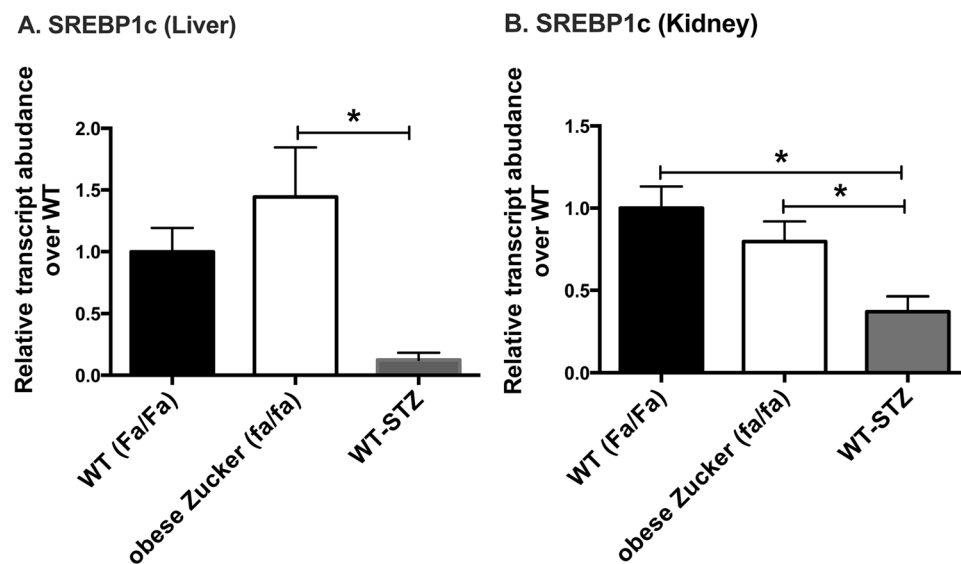 A. SREBP1c (Liver)
Relative transcript abudance
over WT
2.0
1.5
1.0
0.5
0.0
*
WT (Fa/Fa)
obese Zucker (fa/fa)
WT-STZ
B. SREBP1c (Kidney)
Relative transcript abudance
over WT
1.5
1.0
0.5
0.0
*
*
WT (Fa/Fa)
obese Zucker (fa/fa)
WT-STZ